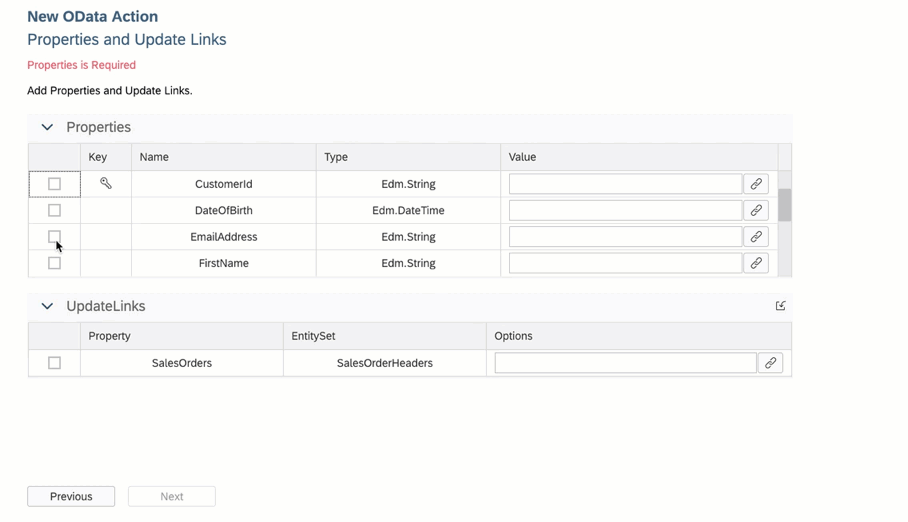 New OData Action
Properties and Update Links
Properties is Required
Add Properties and Update Links.
Properties
Key Name Type Value
CustomerId Edm.String
DateOfBirth Edm.DateTime
EmailAddress Edm.String
FirstName Edm.String
UpdateLinks
Property EntitySet Options
SalesOrders SalesOrderHeaders
Previous Next